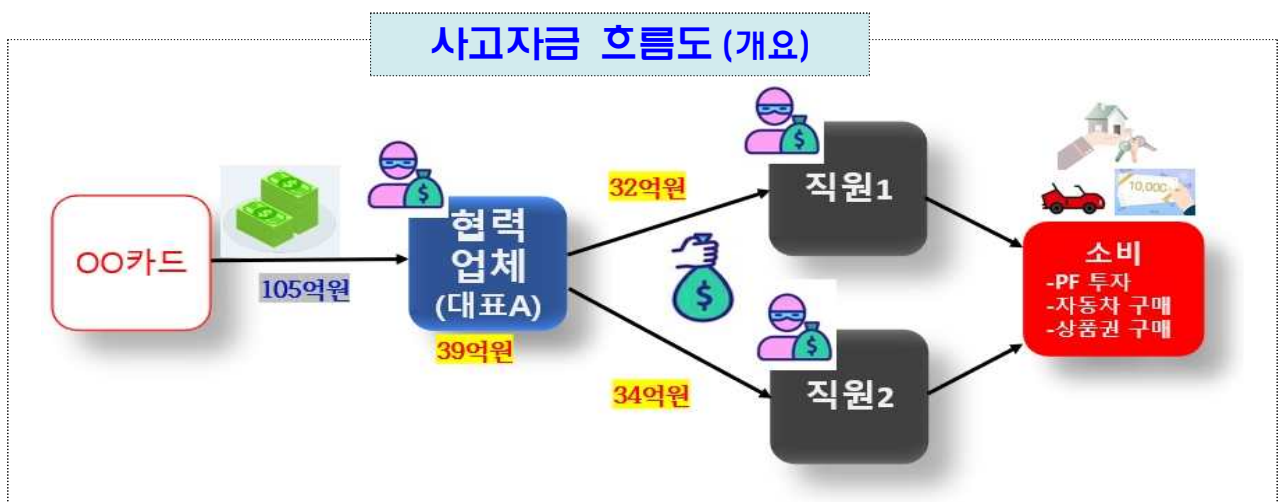 사고자금 흐름도 (개요)
OO카드
105억원
협력
업체
(대표A)
39억원
32억원
34억원
직원1
직원2
10,000
소비
-PF 투자
-자동차 구매
-상품권 구매